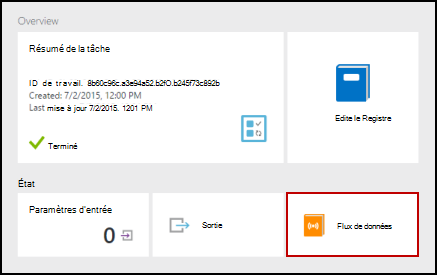 Overview
Résumé de la tâche
ID de travail. 8b60c96c.a3e94a52.b2fO.b245f73c892b
Created: 7/2/2015, 12:00 PM
Last mise à jour 7/2/2015. 1201 PM
Terminé
Edite le Registre
État
Paramètres d'entrée
0
Sortie
Flux de données